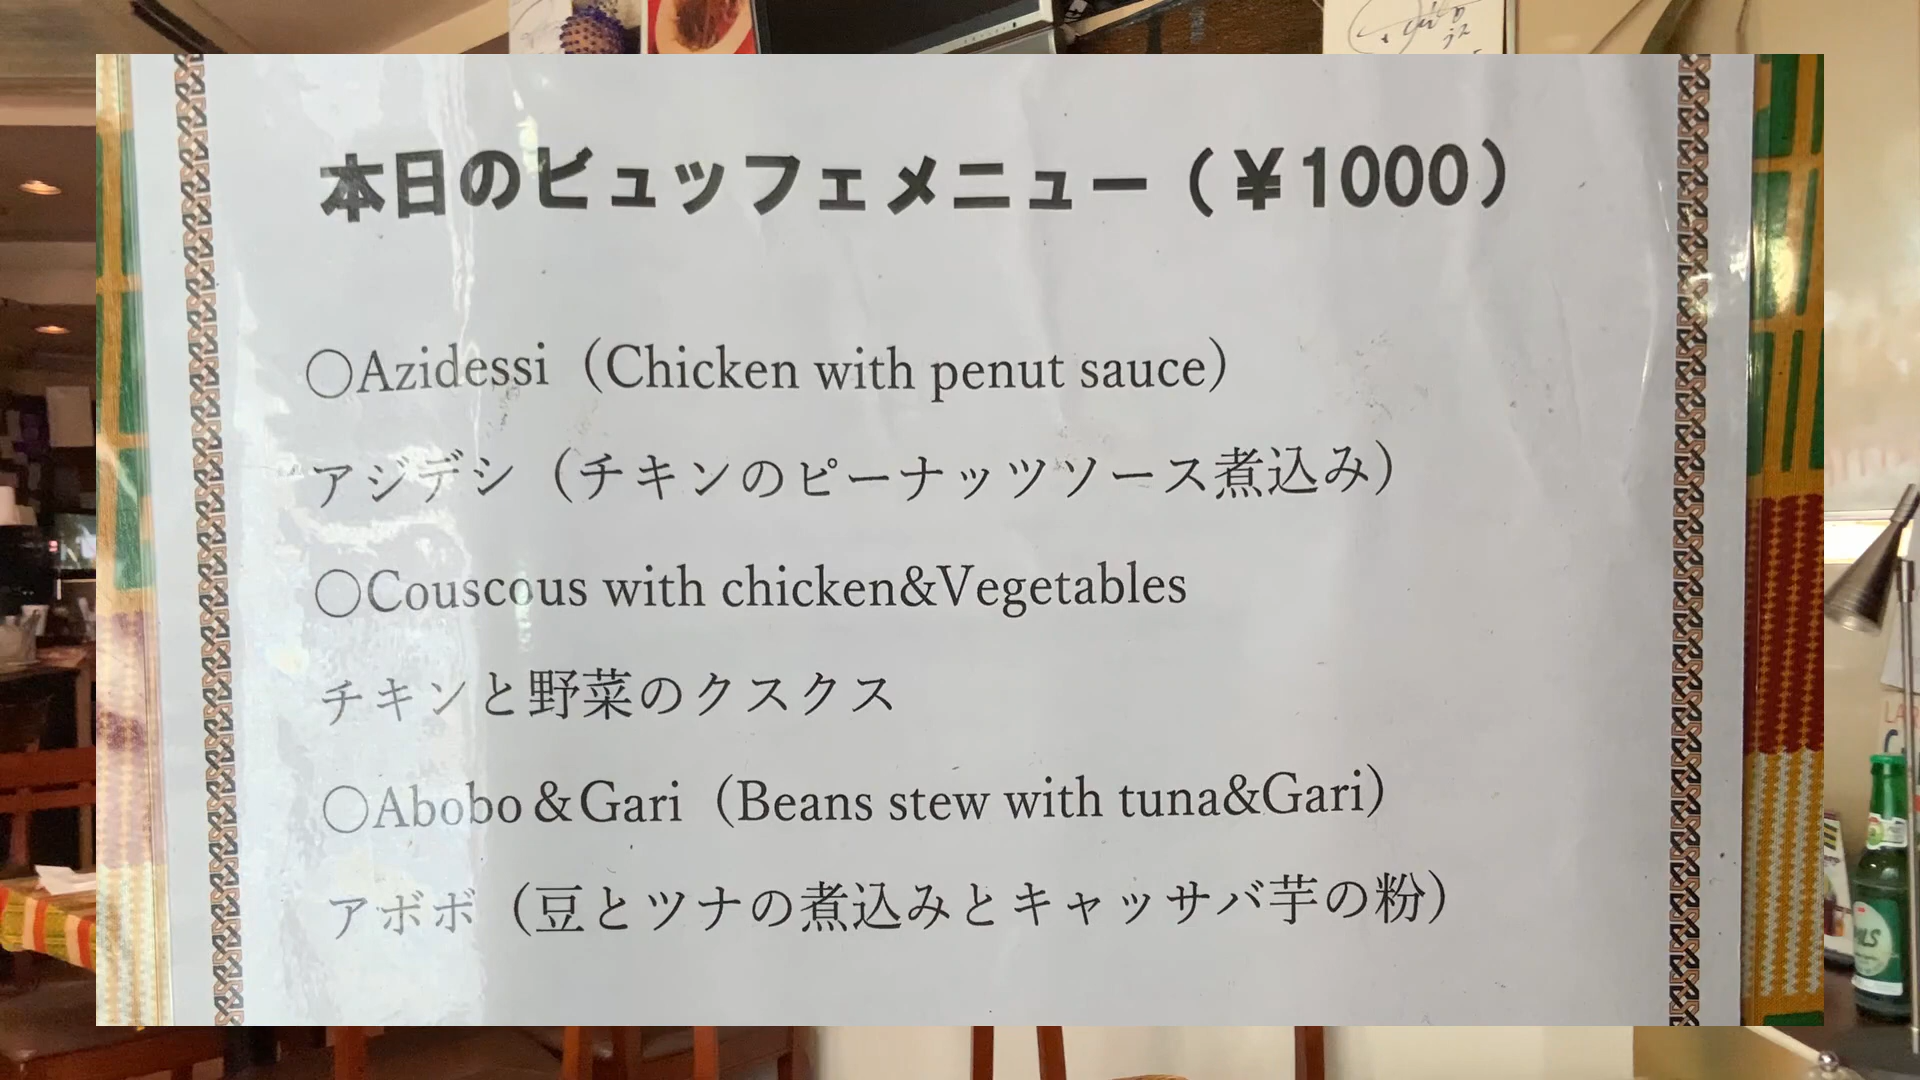 本日のビュッフェメニュー（￥1000）
○Azidessi（Chicken with penut sauce）
アジデシ（チキンのピーナッツソース煮込み）
○Couscous with chicken&Vegetables
チキンと野菜のクスクス
○Abobo＆Gari（Beans stew with tuna&Gari）
アボボ（豆とツナの煮込みとキャッサバ芋の粉）